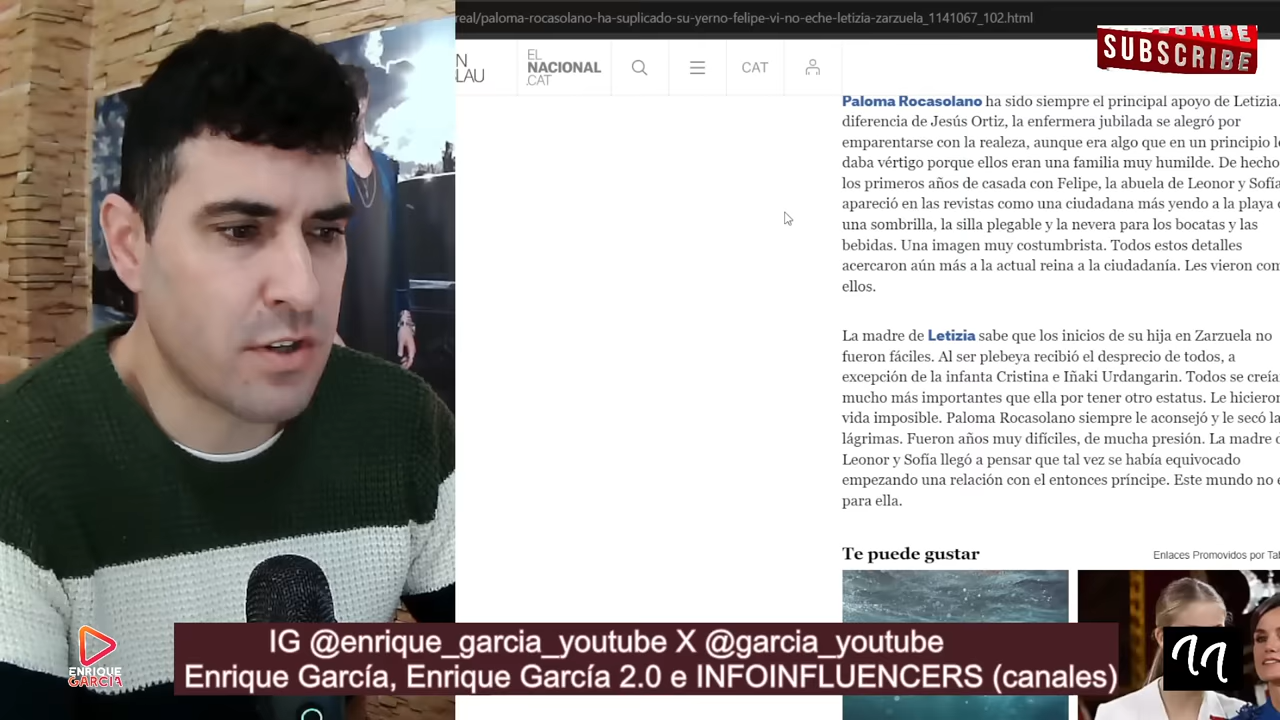 real/paloma-rocasolano-ha-suplicado-su-yerno-felipe-vi-no-eche-letizia-zarzuela_1141067_102.html
SUBSCRIBE
SUBSCRIBE
N
LAU
EL
NACIONAL
.CAT
CAT
Paloma Rocasolano ha sido siempre el principal apoyo de Letizia.
diferencia de Jesús Ortiz, la enfermera jubilada se alegró por
emparentarse con la realeza, aunque era algo que en un principio
daba vértigo porque ellos eran una familia muy humilde. De hecho
los primeros años de casada con Felipe, la abuela de Leonor y Sofía
apareció en las revistas como una ciudadana más yendo a la playa
una sombrilla, la silla plegable y la nevera para los bocatas y las
bebidas. Una imagen muy costumbrista. Todos estos detalles
acercaron aún más a la actual reina a la ciudadanía. Les vieron
ellos.
La madre de Letizia sabe que los inicios de su hija en Zarzuela no
fueron fáciles. Al ser plebeya recibió el desprecio de todos, a
excepción de la infanta Cristina e Iñaki Urdangarin. Todos se
mucho más importantes que ella por tener otro estatus. Le
vida imposible. Paloma Rocasolano siempre le aconsejó y le secó
lágrimas. Fueron años muy difíciles, de mucha presión. La madre
Leonor y Sofía llegó a pensar que tal vez se había equivocado
empezando una relación con el entonces príncipe. Este mundo no
para ella.
Te puede gustar
Enlaces Promovidos por
IG @enrique_garcia_youtube X @garcia_youtube
Enrique García, Enrique García 2.0 e INFONFLUENCERS (canales)
ENRIQUE
GARCÍA